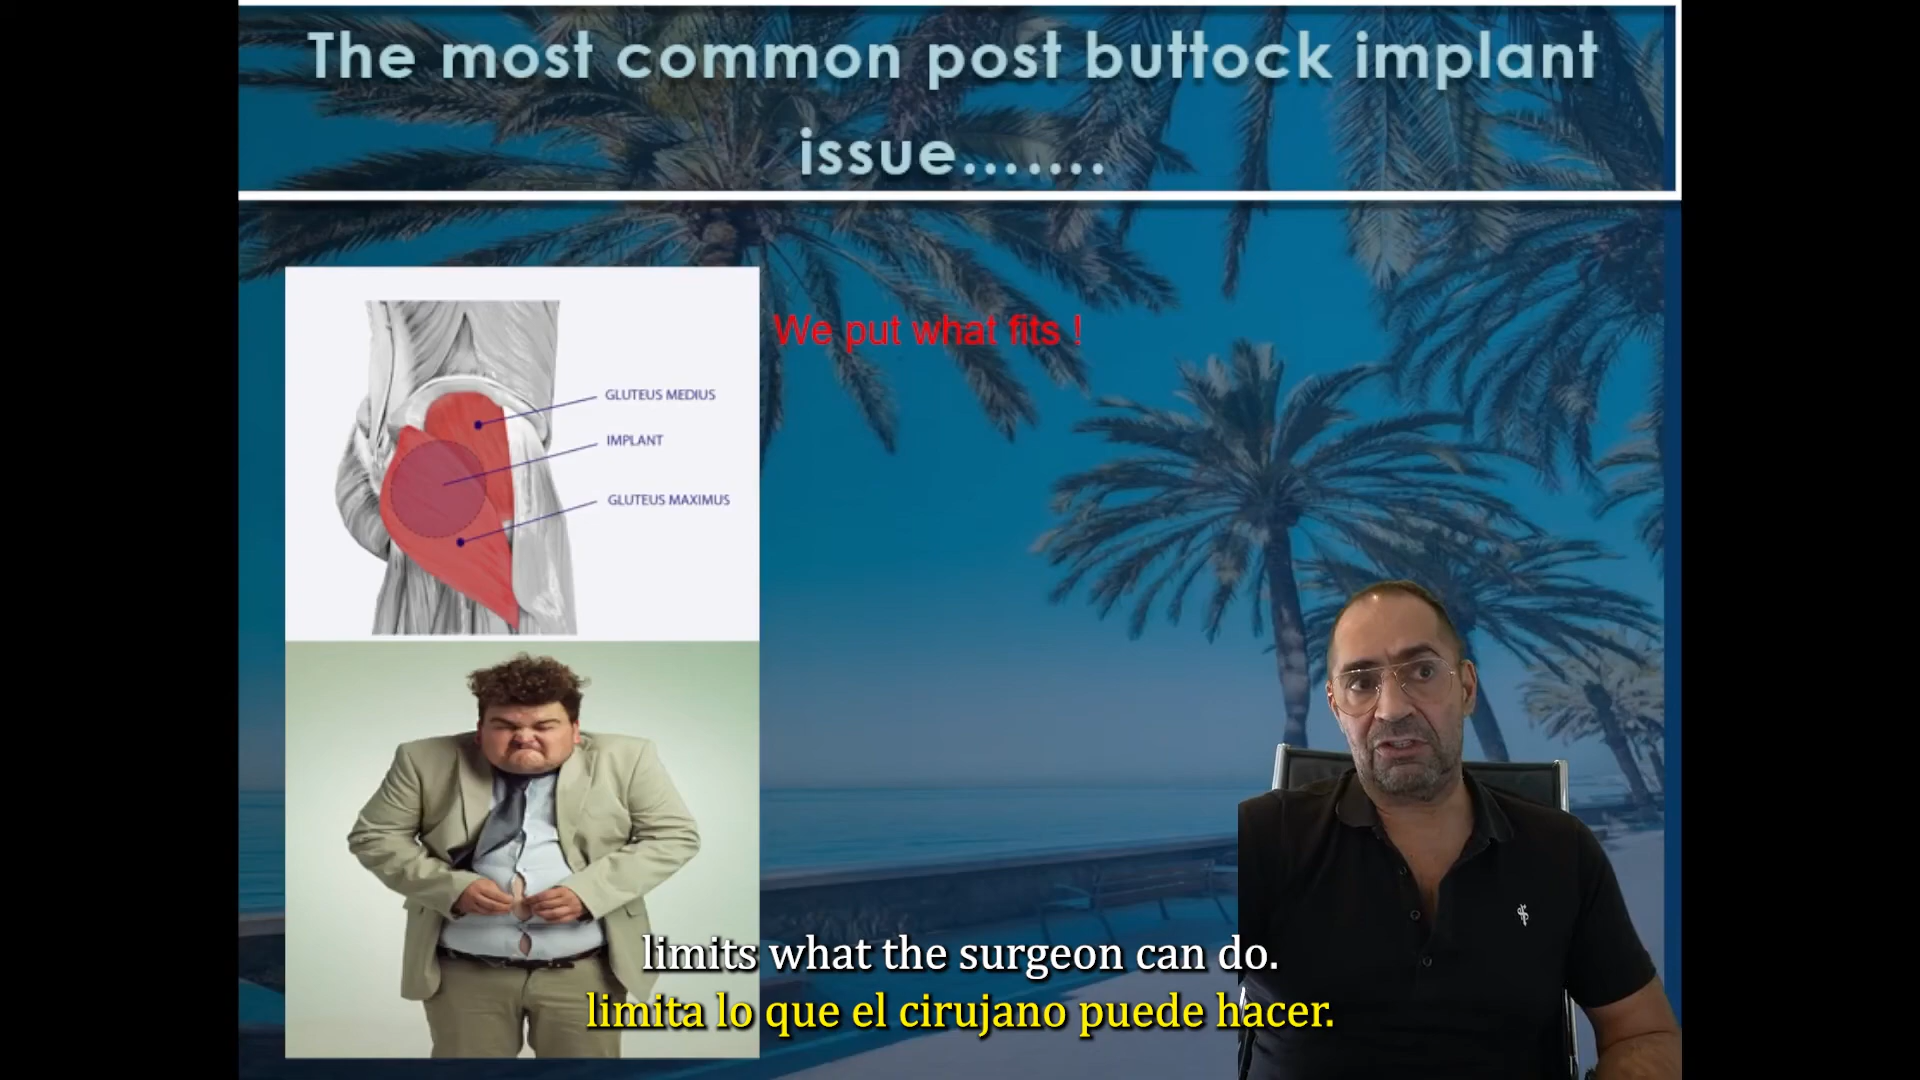 The most common post buttock implant
issue.......
We put what fits !
GLUTEUS MEDIUS
IMPLANT
GLUTEUS MAXIMUS
limits what the surgeon can do.
limita lo que el cirujano puede hacer.